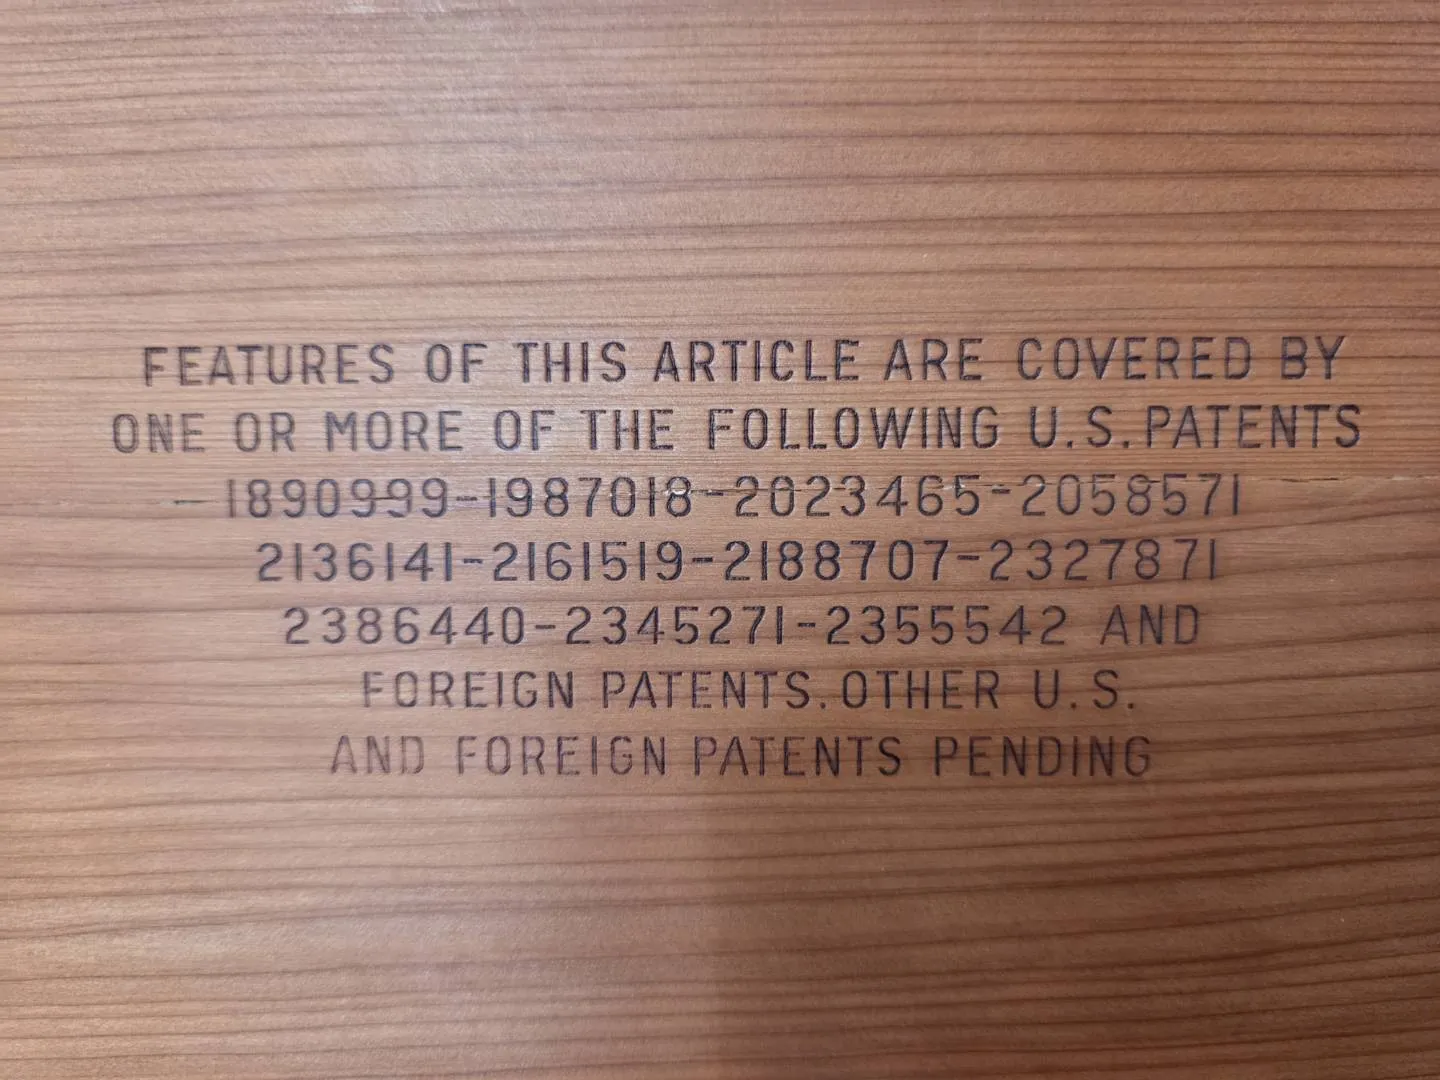 FEATURES OF THIS ARTICLE ARE COVERED BY
ONE OR MORE OF THE FOLLOWING U.S. PATENTS
1890999-1987018-2023465-2058571
2136141-2161519-2188707-2327871
2386440-2345271-2355542 AND
FOREIGN PATENTS. OTHER U.S.
AND FOREIGN PATENTS PENDING